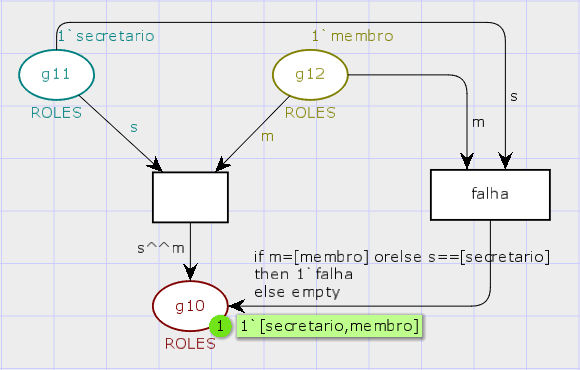 1`secretario
1`membro
g11
g12
ROLES
ROLES
s
m
s
m
falha
s^^m
if m=[membro] orelse s==[secretario]
then 1`falha
else empty
g10
1
1`[secretario,membro]
ROLES